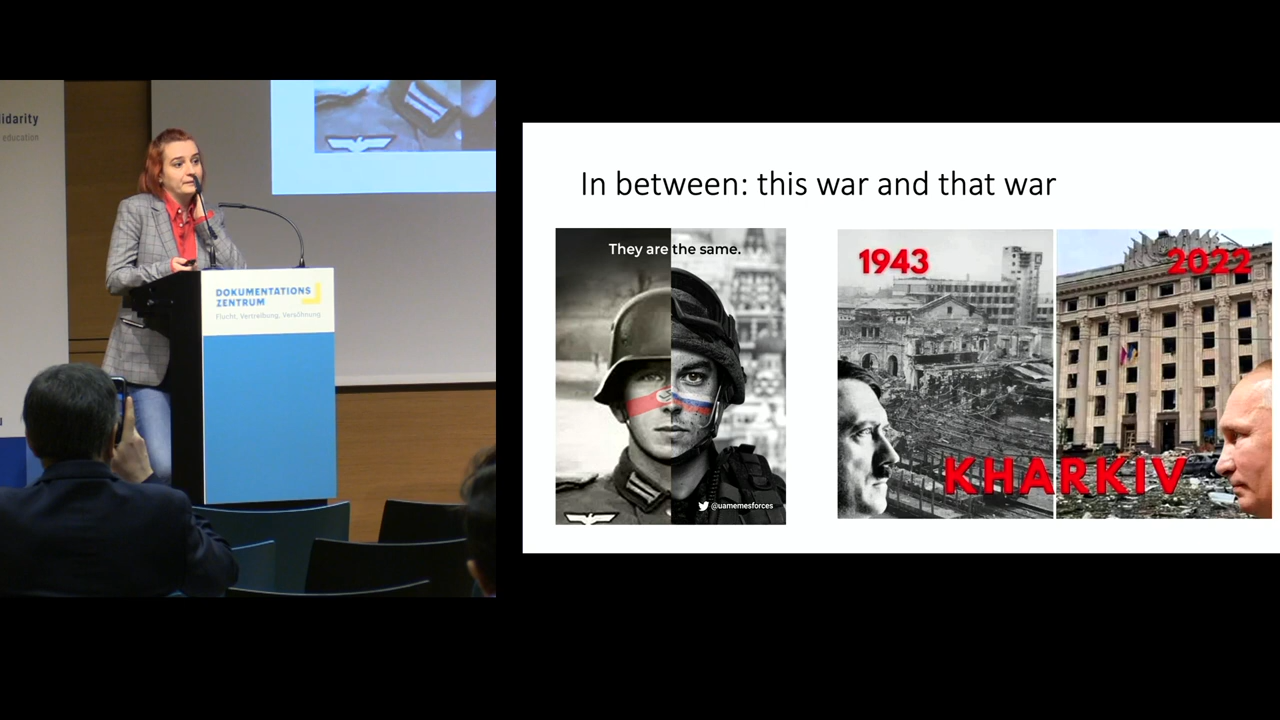 lidarity
education
DOKUMENTATIONS
ZENTRUM
Flucht, Vertreibung, Versöhnung
In between: this war and that war
They are the same.
@uamemesforces
1943
2022
KHARKIV